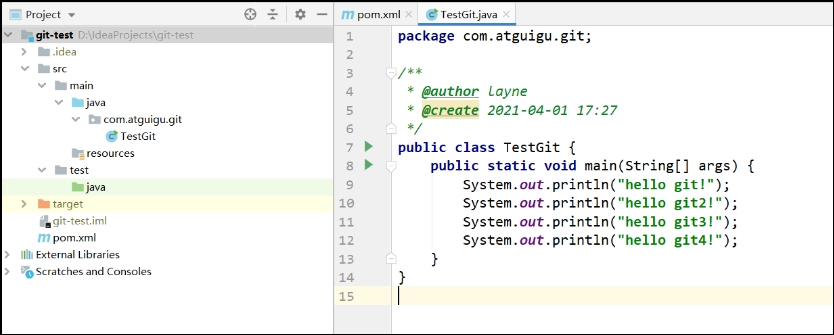 Project
git-test D:\IdeaProjects\git-test
.idea
src
main
java
com.atguigu.git
TestGit
resources
test
java
target
git-test.iml
pom.xml
External Libraries
Scratches and Consoles
pom.xml
TestGit.java
1 package com.atguigu.git;
2
3 /**
4 * @author layne
5 * @create 2021-04-01 17:27
6 */
7 public class TestGit {
8 public static void main(String[] args) {
9 System.out.println("hello git!");
10 System.out.println("hello git2!");
11 System.out.println("hello git3!");
12 System.out.println("hello git4!");
13 }
14 }
15